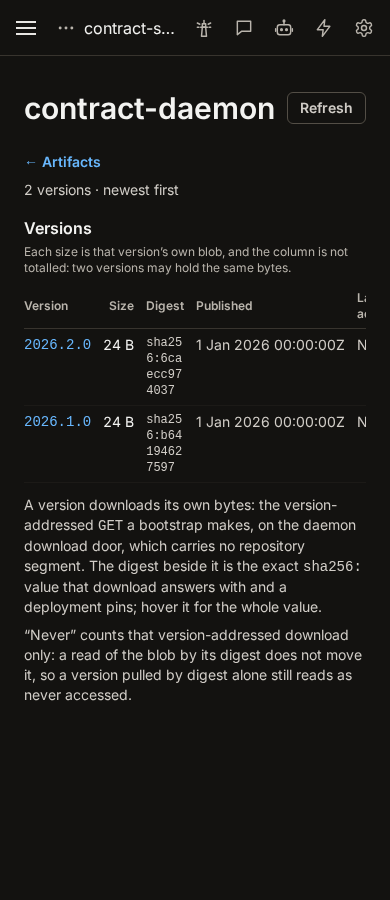 ... contract-s...
contract-daemon Refresh
← Artifacts
2 versions · newest first
Versions
Each size is that version’s own blob, and the column is not
totalled: two versions may hold the same bytes.
Version Size Digest Published
2026.2.0 24 B sha25
6:6ca
ecc97
4037
1 Jan 2026 00:00:00Z
2026.1.0 24 B sha25
6:b64
19462
7597
1 Jan 2026 00:00:00Z
A version downloads its own bytes: the version-
addressed GET a bootstrap makes, on the daemon
download door, which carries no repository
segment. The digest beside it is the exact sha256:
value that download answers with and a
deployment pins; hover it for the whole value.
“Never” counts that version-addressed download
only: a read of the blob by its digest does not move
it, so a version pulled by digest alone still reads as
never accessed.